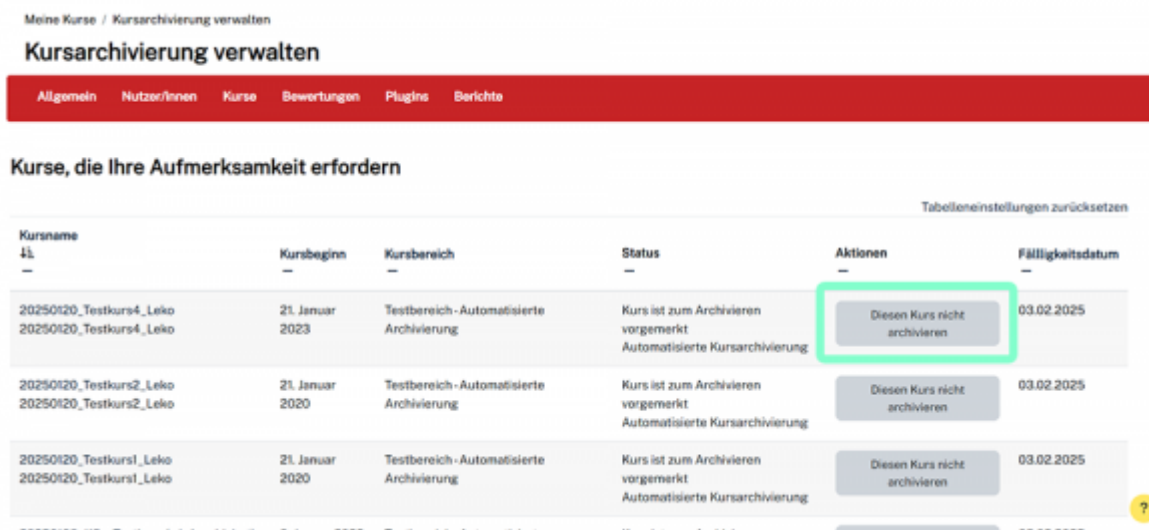 Meine Kurse / Kursarchivierung verwalten
Kursarchivierung verwalten
Allgemein Nutzer/innen Kurse Bewertungen Plugins Berichte
Kurse, die Ihre Aufmerksamkeit erfordern
Tabelleneinstellungen zurücksetzen
Kursname Kursbeginn Kursbereich Status Aktionen Fällligkeitsdatum
20250120_Testkurs4_Leko 21. Januar Testbereich - Automatisierte Kurs ist zum Archivieren Diesen Kurs nicht 03.02.2025
20250120_Testkurs4_Leko 2023 Archivierung vorgemerkt archivieren
Automatisierte Kursarchivierung
20250120_Testkurs2_Leko 21. Januar Testbereich - Automatisierte Kurs ist zum Archivieren Diesen Kurs nicht 03.02.2025
20250120_Testkurs2_Leko 2020 Archivierung vorgemerkt archivieren
Automatisierte Kursarchivierung
20250120_Testkurs1_Leko 21. Januar Testbereich - Automatisierte Kurs ist zum Archivieren Diesen Kurs nicht 03.02.2025
20250120_Testkurs1_Leko 2020 Archivierung vorgemerkt archivieren
Automatisierte Kursarchivierung
?